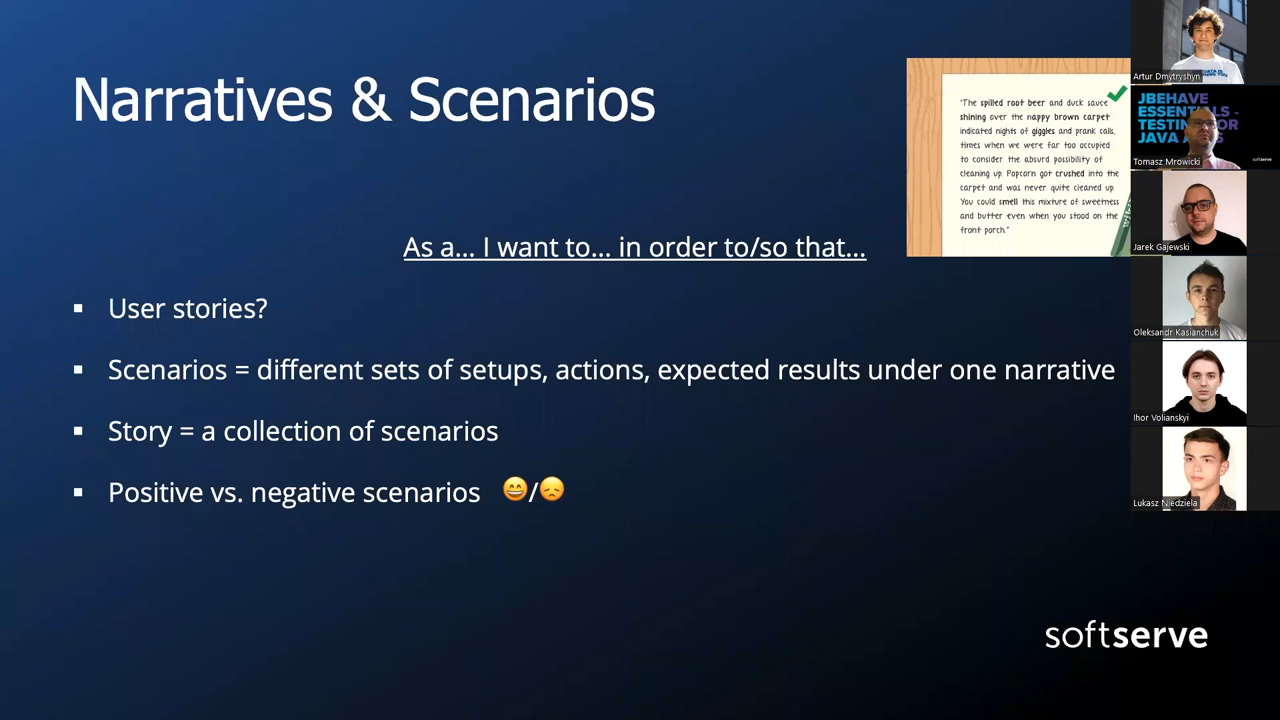 Narratives & Scenarios
As a... I want to... in order to/so that...
User stories?
Scenarios = different sets of setups, actions, expected results under one narrative
Story = a collection of scenarios
Positive vs. negative scenarios 😄/😞
"The spilled root beer and duck sauce
shining over the nappy brown carpet
indicated nights of giggles and prank calls,
times when we were far too occupied
to consider the absurd possibility of
cleaning up. Popcorn got crushed into the
carpet and was never quite cleaned up.
You could smell this mixture of sweetness
and butter even when you stood on the
front porch."
softserve
Artur Dmytryshyn
JBEHAVE
JAVA
softserve
Tomasz Mrowicki
Jarek Gajewski
Oleksandr Kasianchuk
Ihor Volianskyi
Lukasz Niedziela